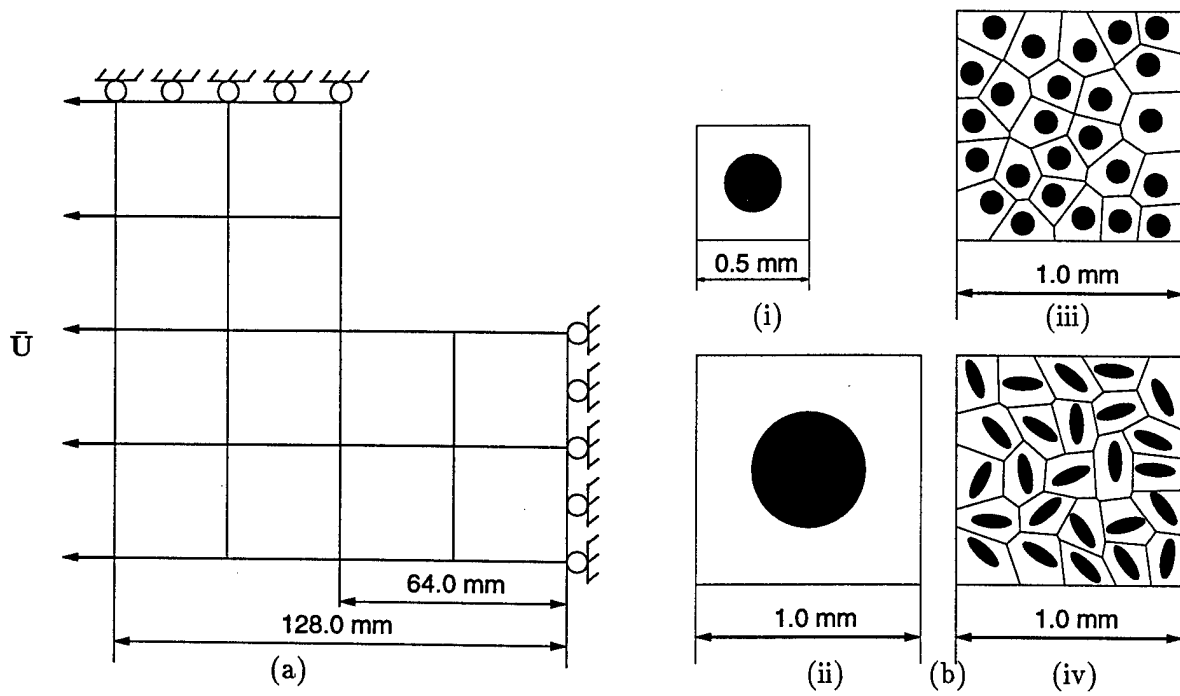 Ū
64.0 mm
128.0 mm
(a)
0.5 mm
(i)
1.0 mm
(iii)
1.0 mm
(ii)
(b)
1.0 mm
(iv)